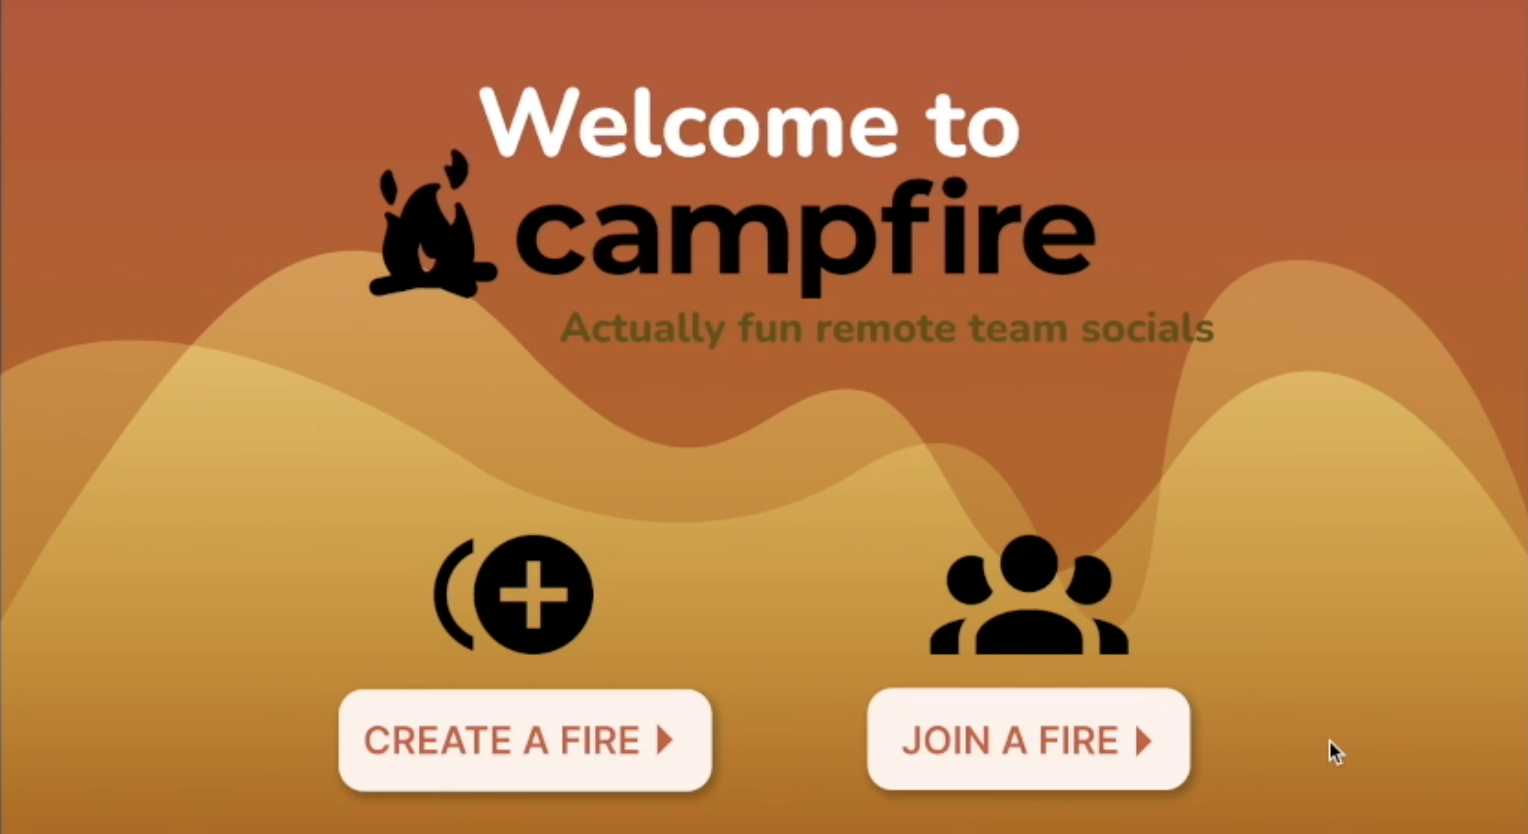 Welcome to
campfire
Actually fun remote team socials
CREATE A FIRE
JOIN A FIRE